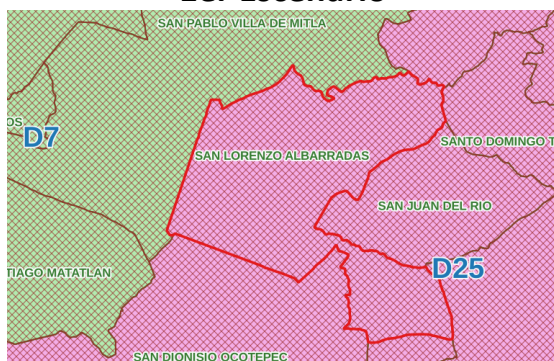 SAN PABLO VILLA DE MITLA
OS
D7
SAN LORENZO ALBARRADAS
SANTO DOMINGO T
SAN JUAN DEL RIO
D25
TIAGO MATATLAN
SAN DIONISIO OCOTEPEC